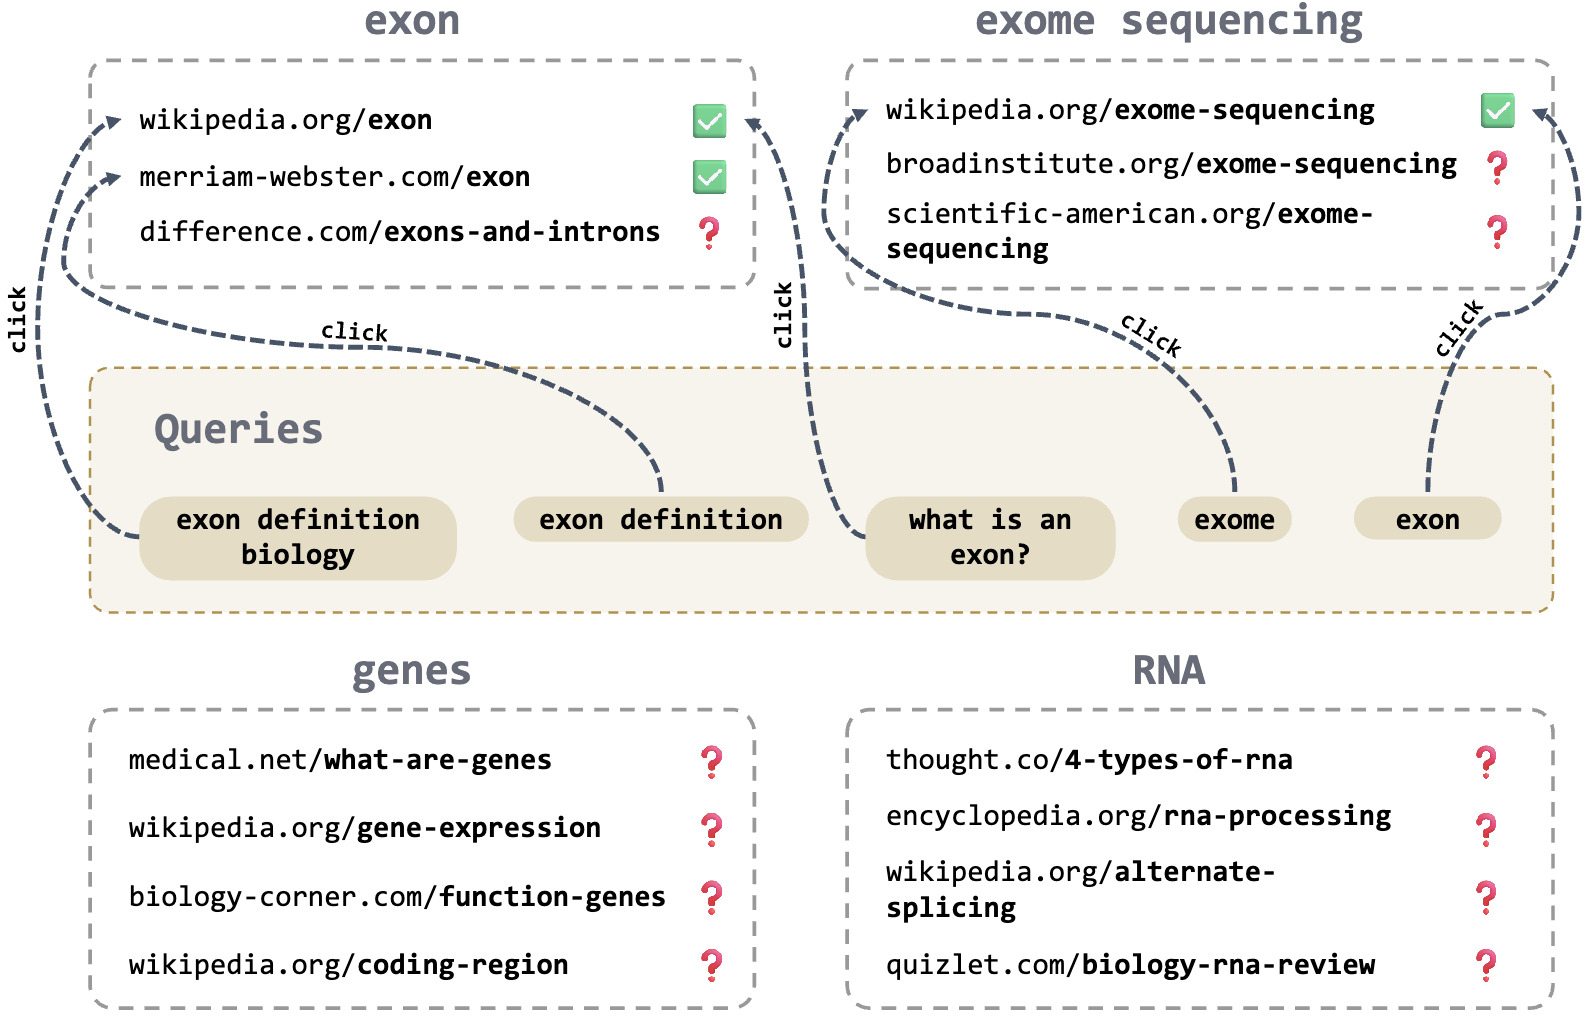 exon
exome sequencing
wikipedia.org/exon
merriam-webster.com/exon
difference.com/exons-and-introns
wikipedia.org/exome-sequencing
broadinstitute.org/exome-sequencing
scientific-american.org/exome-
sequencing
click
click
click
click
click
Queries
exon definition
biology
exon definition
what is an
exon?
exome
exon
genes
RNA
medical.net/what-are-genes
wikipedia.org/gene-expression
biology-corner.com/function-genes
wikipedia.org/coding-region
thought.co/4-types-of-rna
encyclopedia.org/rna-processing
wikipedia.org/alternate-
splicing
quizlet.com/biology-rna-review